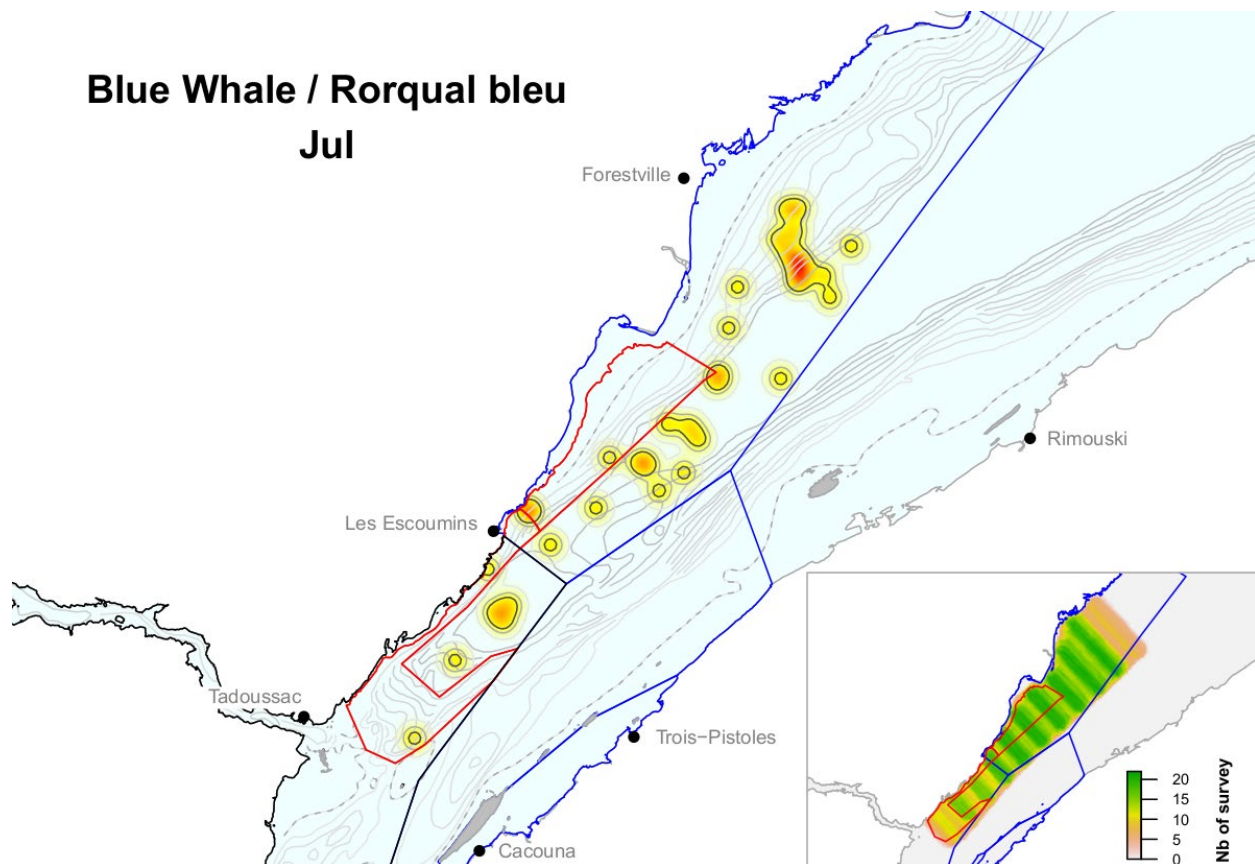 Blue Whale / Rorqual bleu
Jul
Forestville
Rimouski
Les Escoumins
Tadoussac
Trois−Pistoles
Cacouna
20
15
10
5
0
Nb of survey